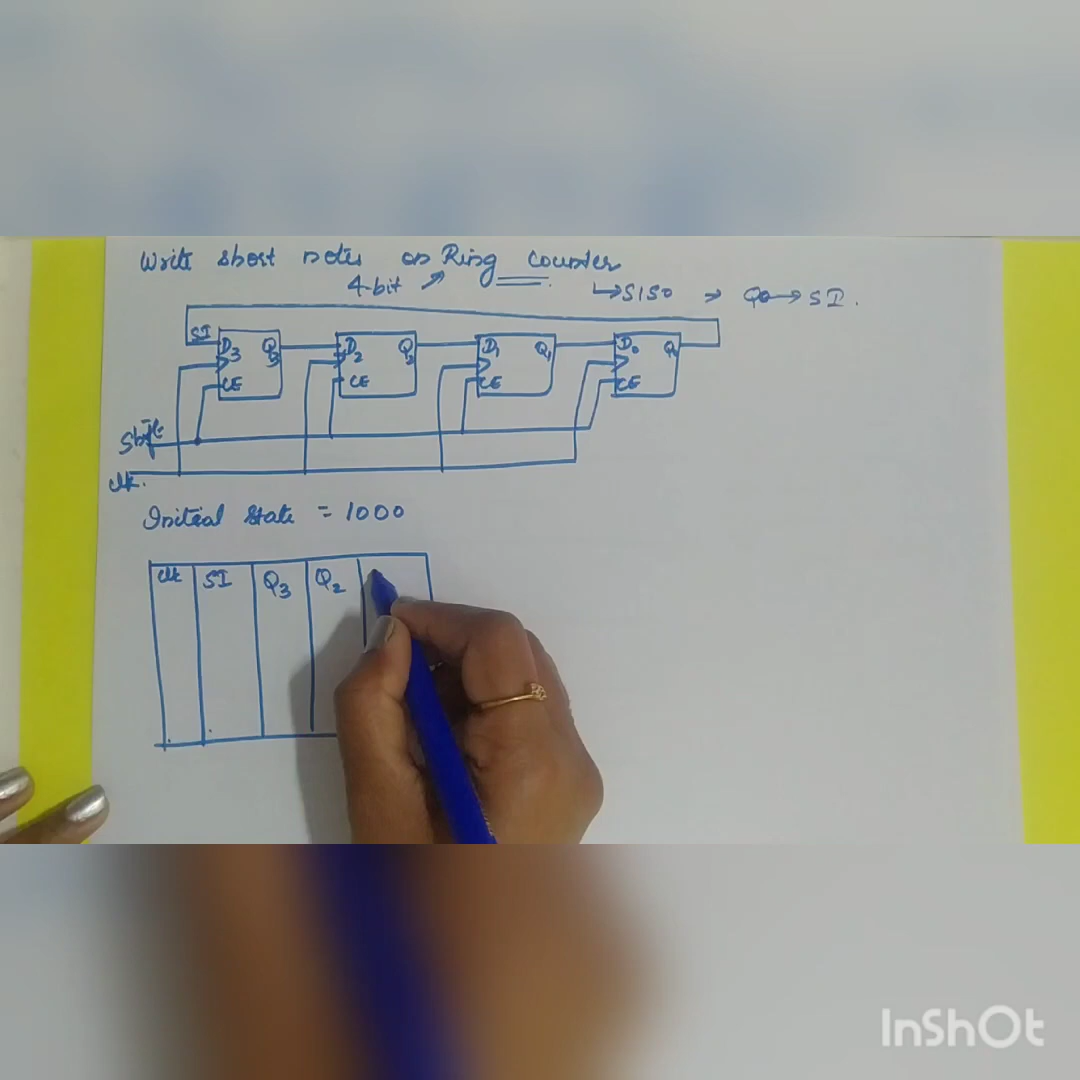 Write short notes on Ring Counter
4-bit ↗ ↳ SISO → Q0 → SI.
SI
D3 Q3 D2 Q2 D1 Q1 D0 Q
CE CE CE CE
Shift
clk.
Initial state = 1000
clk SI Q3 Q2
InShOt